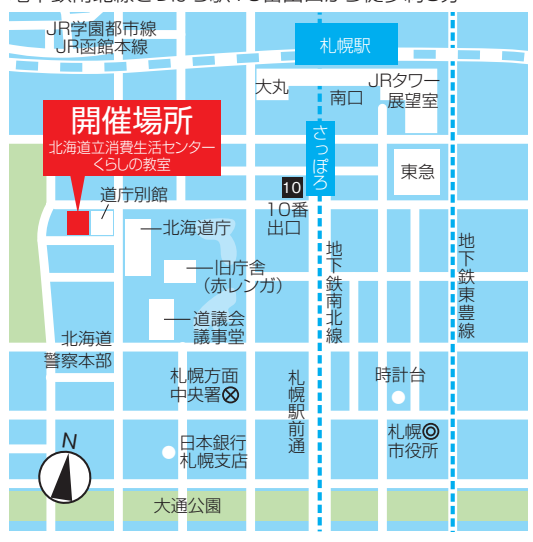 JR学園都市線
JR函館本線
札幌駅
大丸
南口
JRタワー
展望室
開催場所
北海道立消費生活センター
くらしの教室
さっぽろ
東急
10
10番
出口
道庁別館
北海道庁
旧庁舎
（赤レンガ）
道議会
議事堂
地下鉄南北線
地下鉄東豊線
北海道
警察本部
札幌方面
中央署
札幌駅前通
時計台
札幌
市役所
N
日本銀行
札幌支店
大通公園